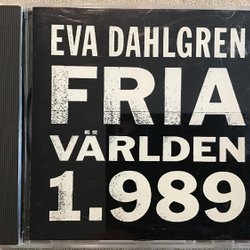 EVA DAHLGREN
FRIA
VÄRLDEN
1.989